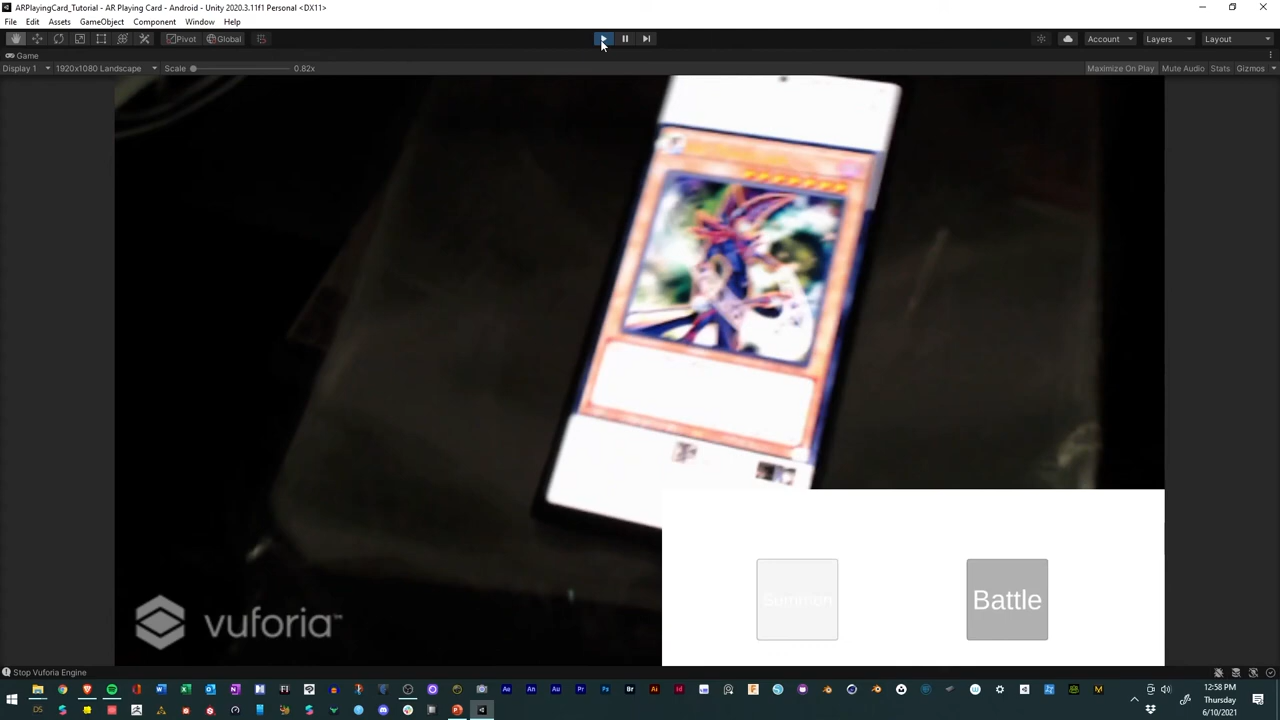 ARPlayingCard_Tutorial - AR Playing Card - Android - Unity 2020.3.11f1 Personal <DX11>
File Edit Assets GameObject Component Window Help
Pivot Global Account Layers Layout
Game
Display 1 1920x1080 Landscape Scale 0.82x Maximize On Play Mute Audio Stats Gizmos
Summon Battle
vuforia™
Stop Vuforia Engine
12:58 PM
Thursday
6/10/2021